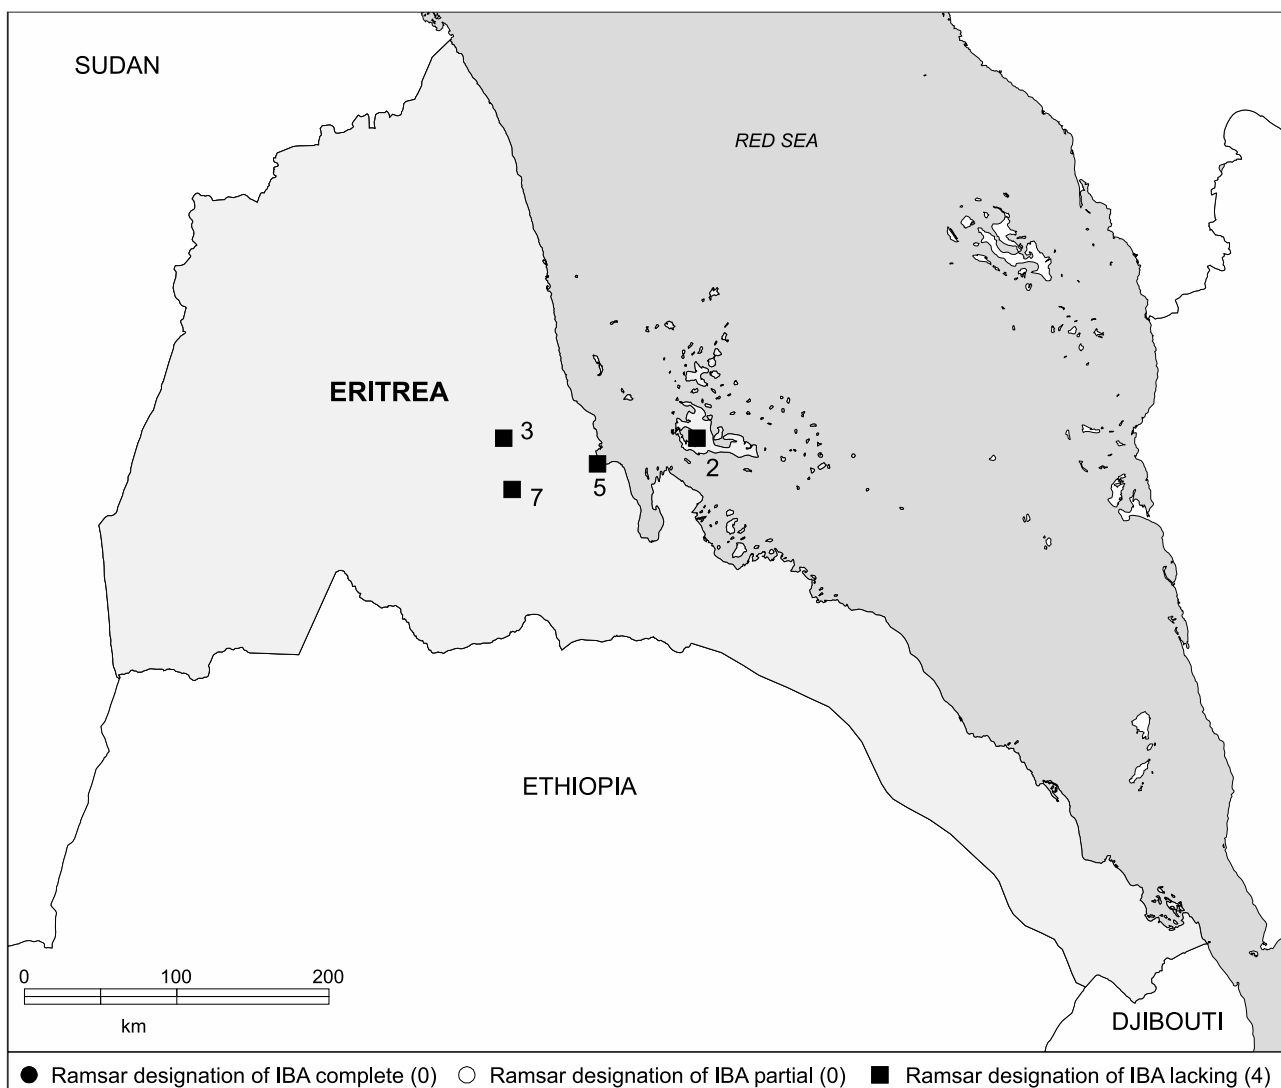 SUDAN
RED SEA
ERITREA
3
2
5
7
ETHIOPIA
0 100 200
km
DJIBOUTI
Ramsar designation of IBA complete (0) Ramsar designation of IBA partial (0) Ramsar designation of IBA lacking (4)